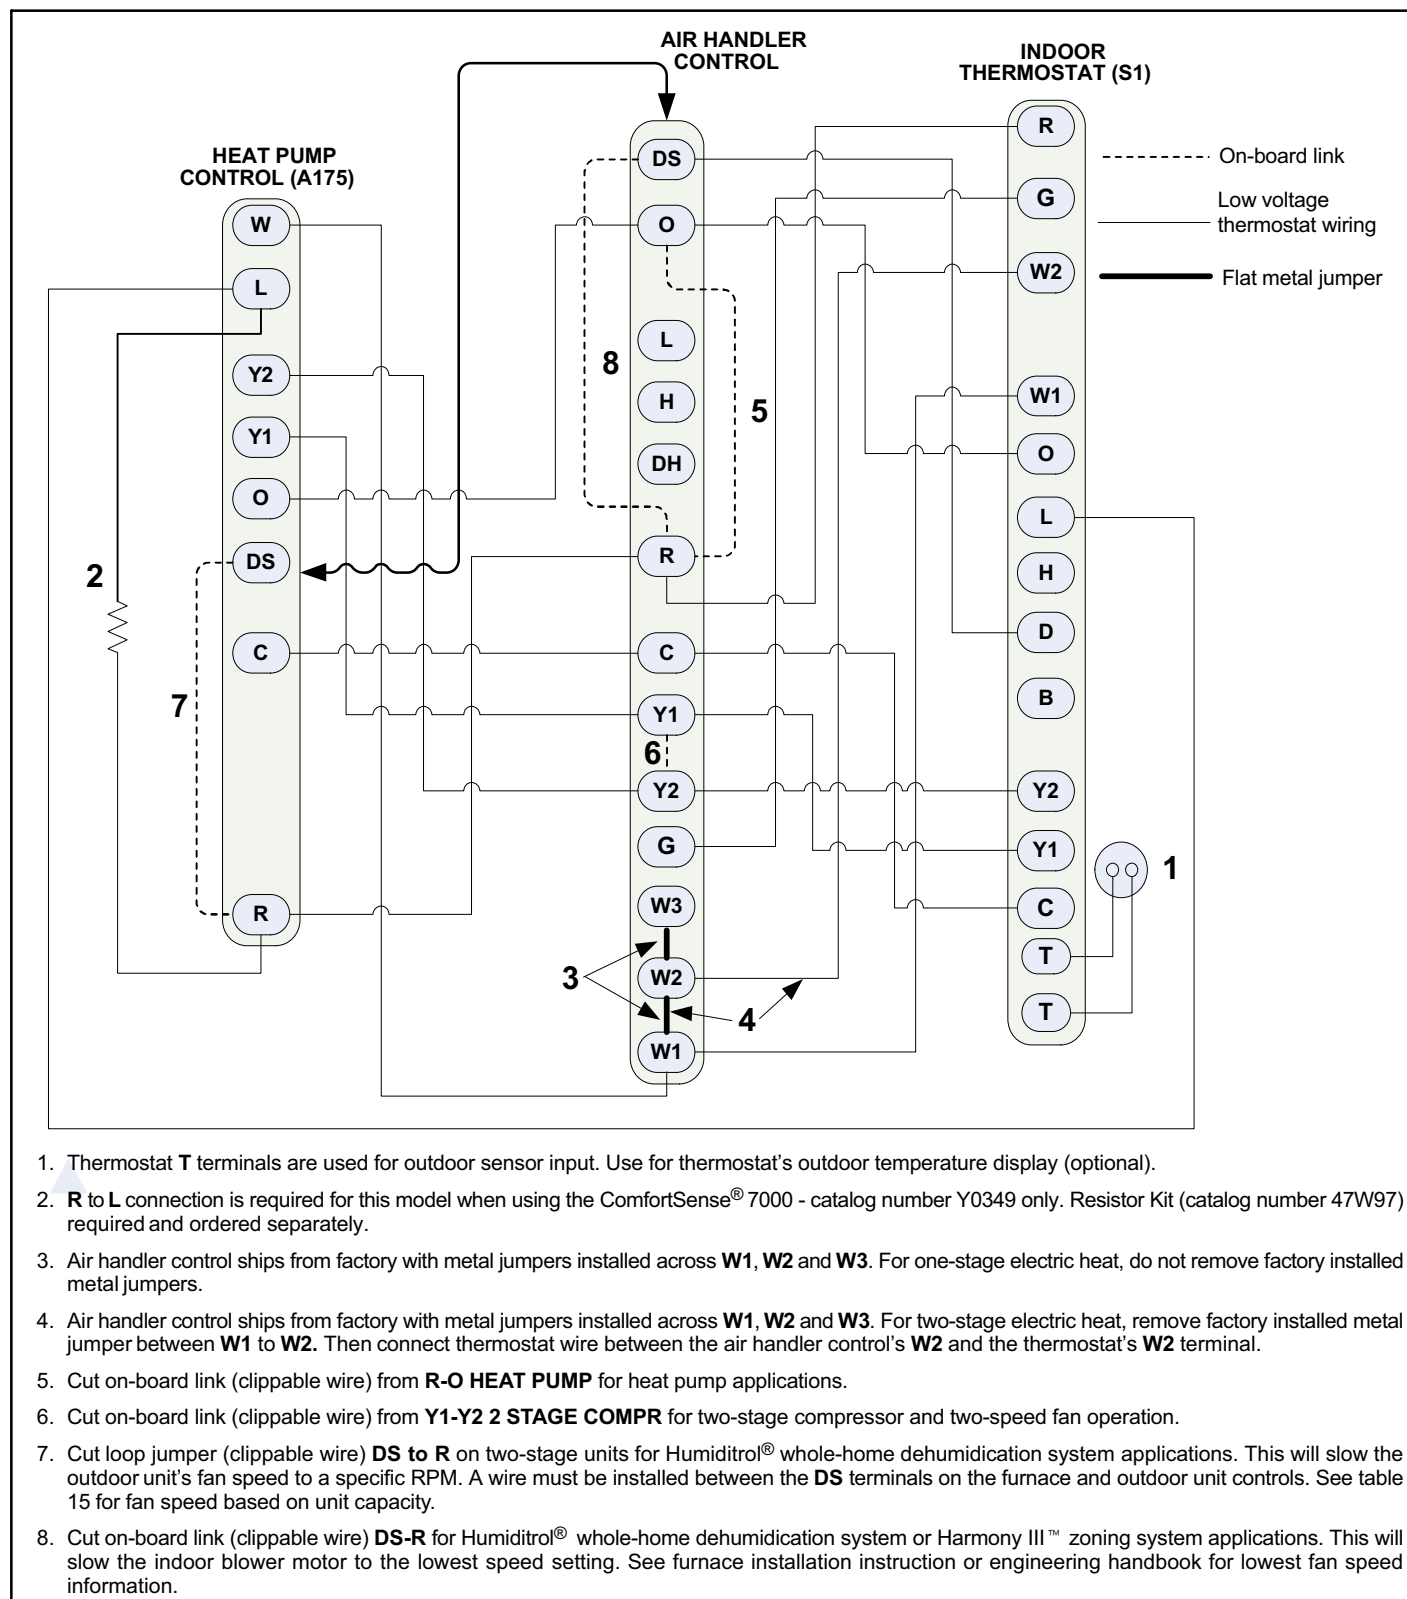 AIR HANDLER
CONTROL
INDOOR
THERMOSTAT (S1)
HEAT PUMP
CONTROL (A175)
On-board link
Low voltage
thermostat wiring
Flat metal jumper
W
L
Y2
Y1
O
DS
C
R
2
7
DS
O
L
H
DH
R
C
Y1
Y2
G
W3
W2
W1
8
5
6
3
4
R
G
W2
W1
O
L
H
D
B
Y2
Y1
C
T
T
1
1. Thermostat T terminals are used for outdoor sensor input. Use for thermostat's outdoor temperature display (optional).
2. R to L connection is required for this model when using the ComfortSense® 7000 - catalog number Y0349 only. Resistor Kit (catalog number 47W97)
required and ordered separately.
3. Air handler control ships from factory with metal jumpers installed across W1, W2 and W3. For one-stage electric heat, do not remove factory installed
metal jumpers.
4. Air handler control ships from factory with metal jumpers installed across W1, W2 and W3. For two-stage electric heat, remove factory installed metal
jumper between W1 to W2. Then connect thermostat wire between the air handler control's W2 and the thermostat's W2 terminal.
5. Cut on-board link (clippable wire) from R-O HEAT PUMP for heat pump applications.
6. Cut on-board link (clippable wire) from Y1-Y2 2 STAGE COMPR for two-stage compressor and two-speed fan operation.
7. Cut loop jumper (clippable wire) DS to R on two-stage units for Humiditrol® whole-home dehumidication system applications. This will slow the
outdoor unit's fan speed to a specific RPM. A wire must be installed between the DS terminals on the furnace and outdoor unit controls. See table
15 for fan speed based on unit capacity.
8. Cut on-board link (clippable wire) DS-R for Humiditrol® whole-home dehumidication system or Harmony III™ zoning system applications. This will
slow the indoor blower motor to the lowest speed setting. See furnace installation instruction or engineering handbook for lowest fan speed
information.